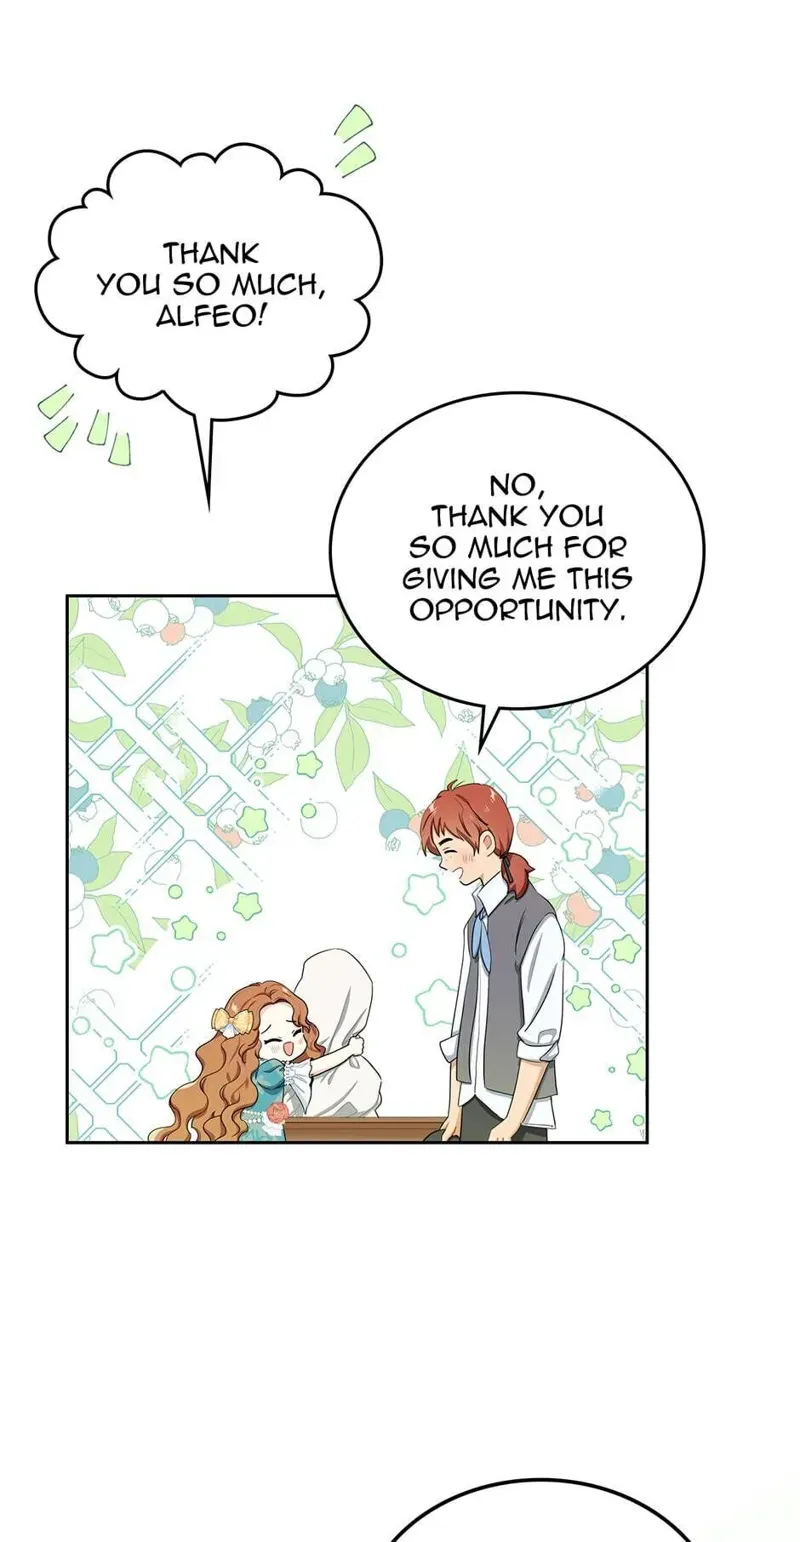 THANK
YOU SO MUCH,
ALFEO!
NO,
THANK YOU
SO MUCH FOR
GIVING ME THIS
OPPORTUNITY.